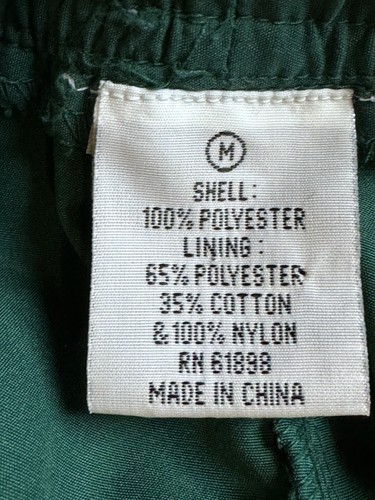 M
SHELL:
100% POLYESTER
LINING:
65% POLYESTER
35% COTTON
& 100% NYLON
RN 61898
MADE IN CHINA